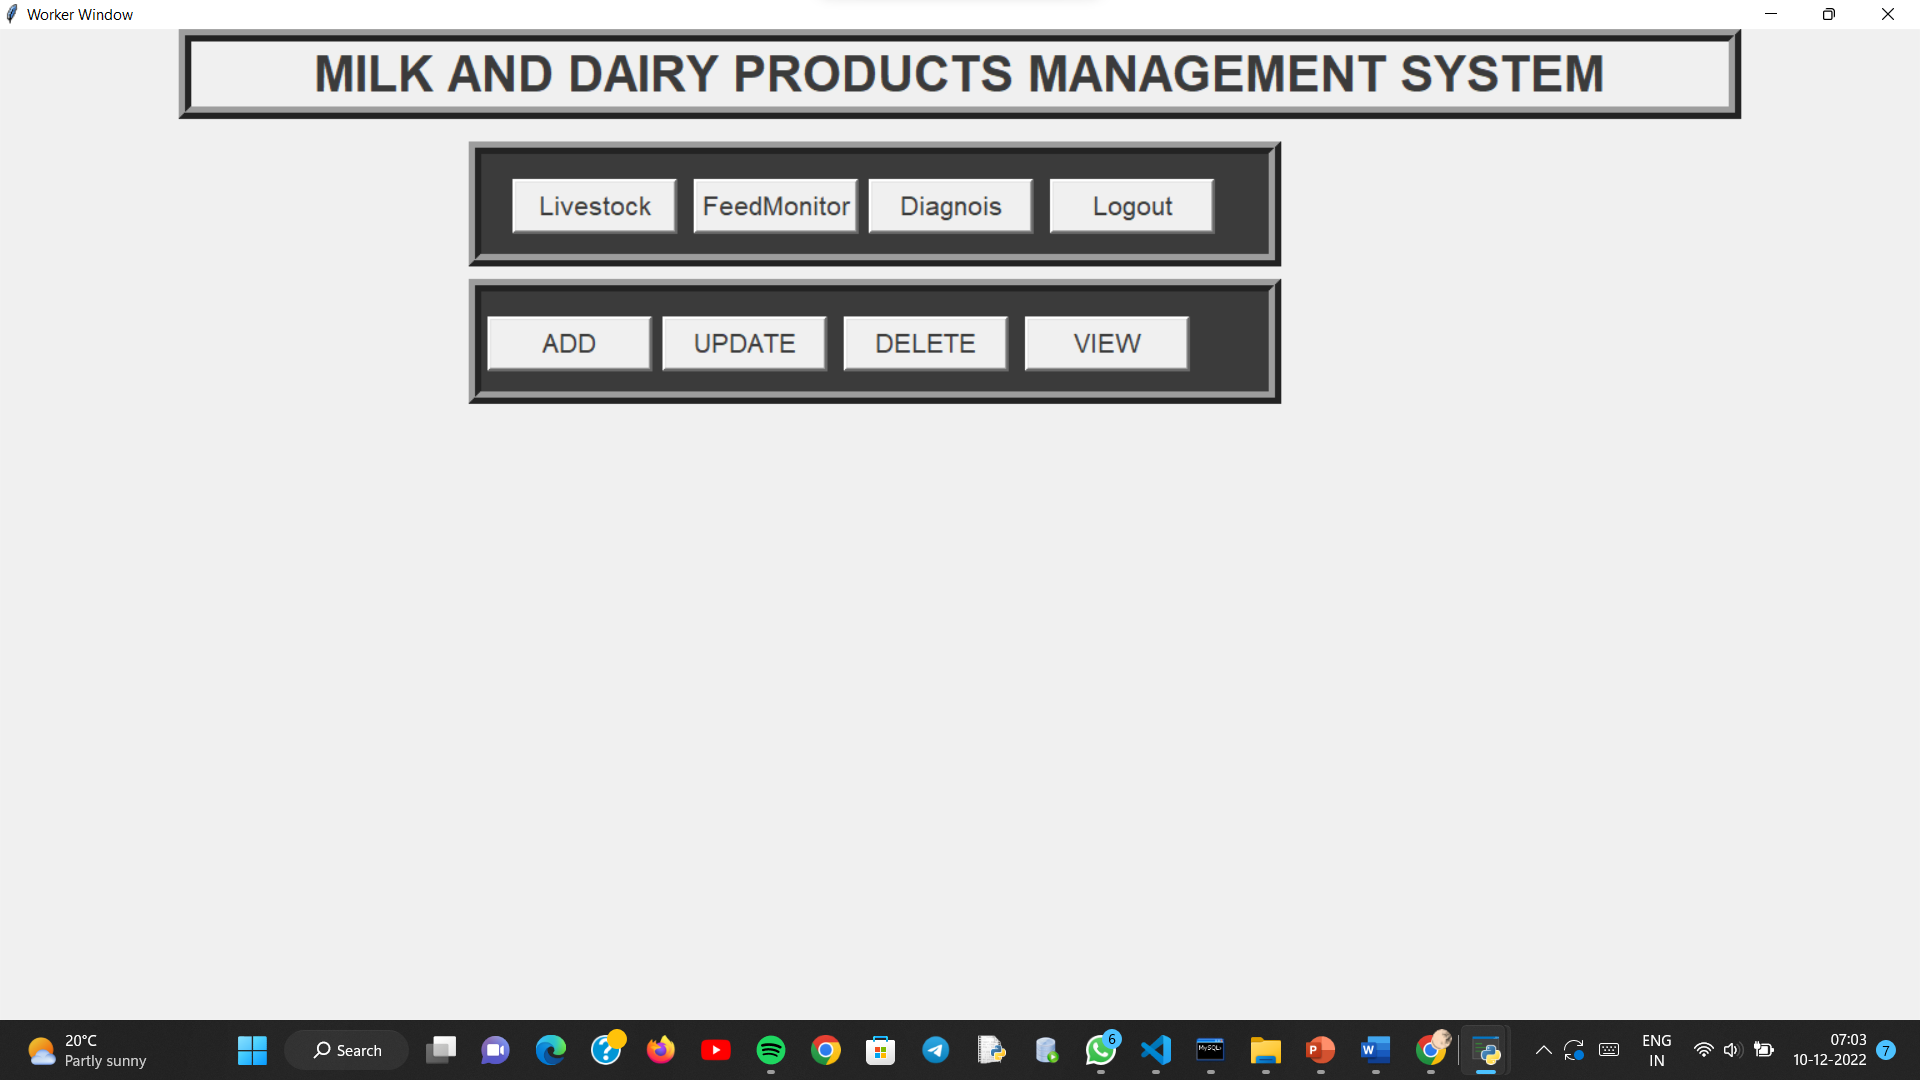 Worker Window
MILK AND DAIRY PRODUCTS MANAGEMENT SYSTEM
Livestock FeedMonitor Diagnois Logout
ADD UPDATE DELETE VIEW
20°C
Partly sunny
Search
6
MySQL
P
W
ENG
IN
07:03
10-12-2022
7